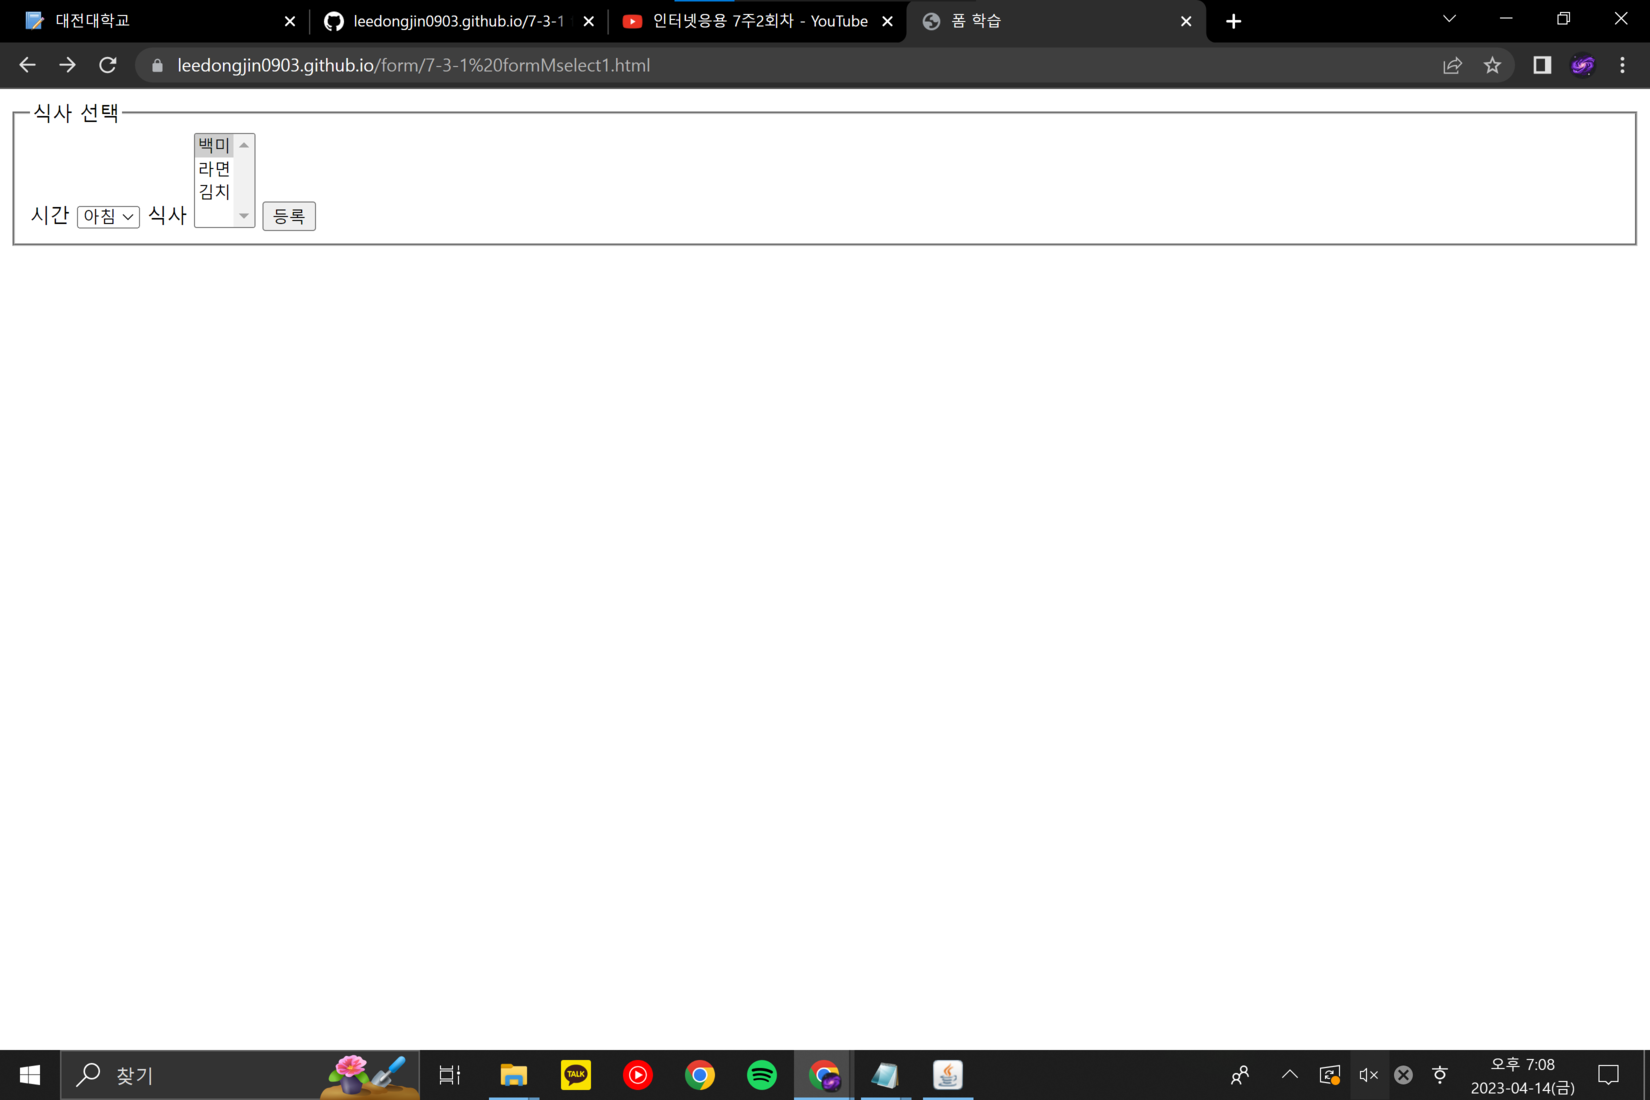 대전대학교
leedongjin0903.github.io/7-3-1
인터넷응용 7주2회차 - YouTube
폼 학습
leedongjin0903.github.io/form/7-3-1%20formMselect1.html
식사 선택
백미
라면
김치
시간 아침 식사 등록
찾기
TALK
오후 7:08
2023-04-14(금)